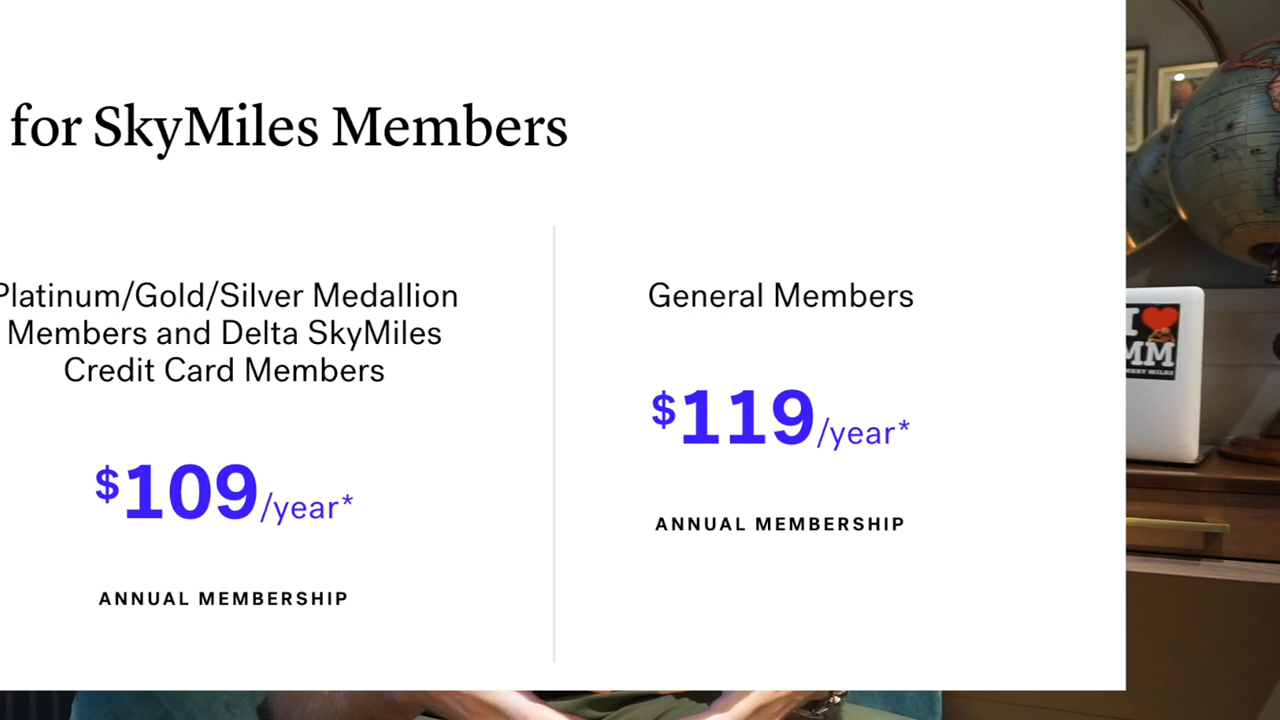 for SkyMiles Members
Platinum/Gold/Silver Medallion
Members and Delta SkyMiles
Credit Card Members
$109/year*
ANNUAL MEMBERSHIP
General Members
$119/year*
ANNUAL MEMBERSHIP
I
MM